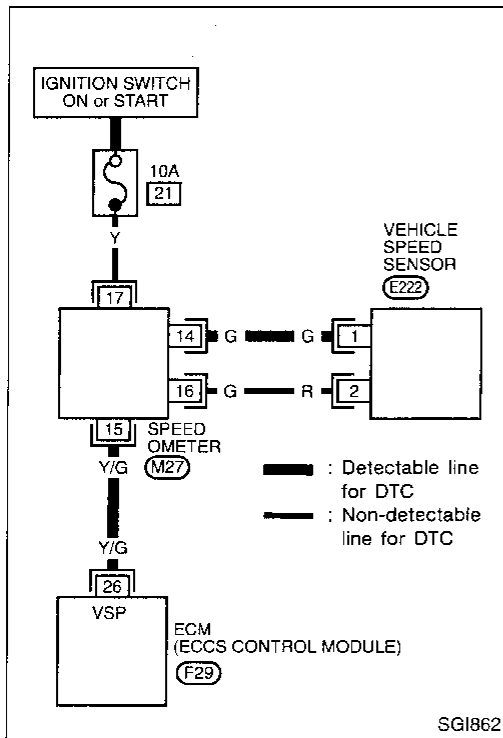 IGNITION SWITCH
ON or START
10A
21
Y
17
VEHICLE
SPEED
SENSOR
E222
14 G G 1
16 G R 2
15
SPEED
OMETER
M27
Y/G
: Detectable line
for DTC
: Non-detectable
line for DTC
Y/G
26
VSP
ECM
(ECCS CONTROL MODULE)
F29
SGI862